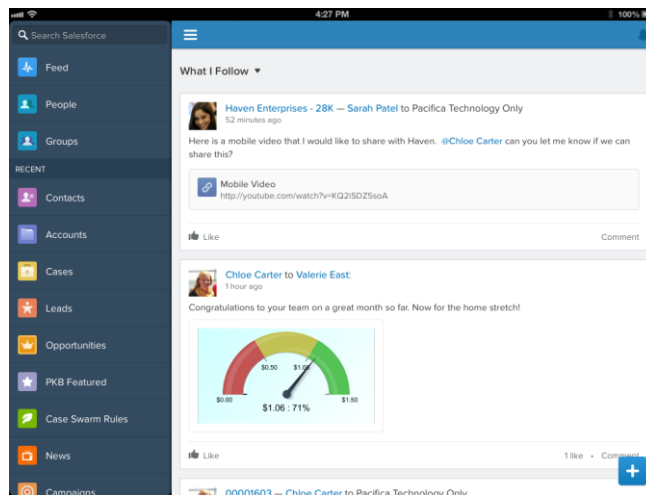 4:27 PM
100%
Search Salesforce
Feed
People
Groups
RECENT
Contacts
Accounts
Cases
Leads
Opportunities
PKB Featured
Case Swarm Rules
News
Campaigns
What I Follow
Haven Enterprises - 28K — Sarah Patel to Pacifica Technology Only
52 minutes ago
Here is a mobile video that I would like to share with Haven. @Chloe Carter can you let me know if we can
share this?
Mobile Video
http://youtube.com/watch?v=KQ2iSDZ5soA
Like
Comment
Chloe Carter to Valerie East:
1 hour ago
Congratulations to your team on a great month so far. Now for the home stretch!
$0.50
$0.00
$1.50
$1.06 : 71%
Like
1 like • Comment
00001603 — Chloe Carter to Pacifica Technology Only